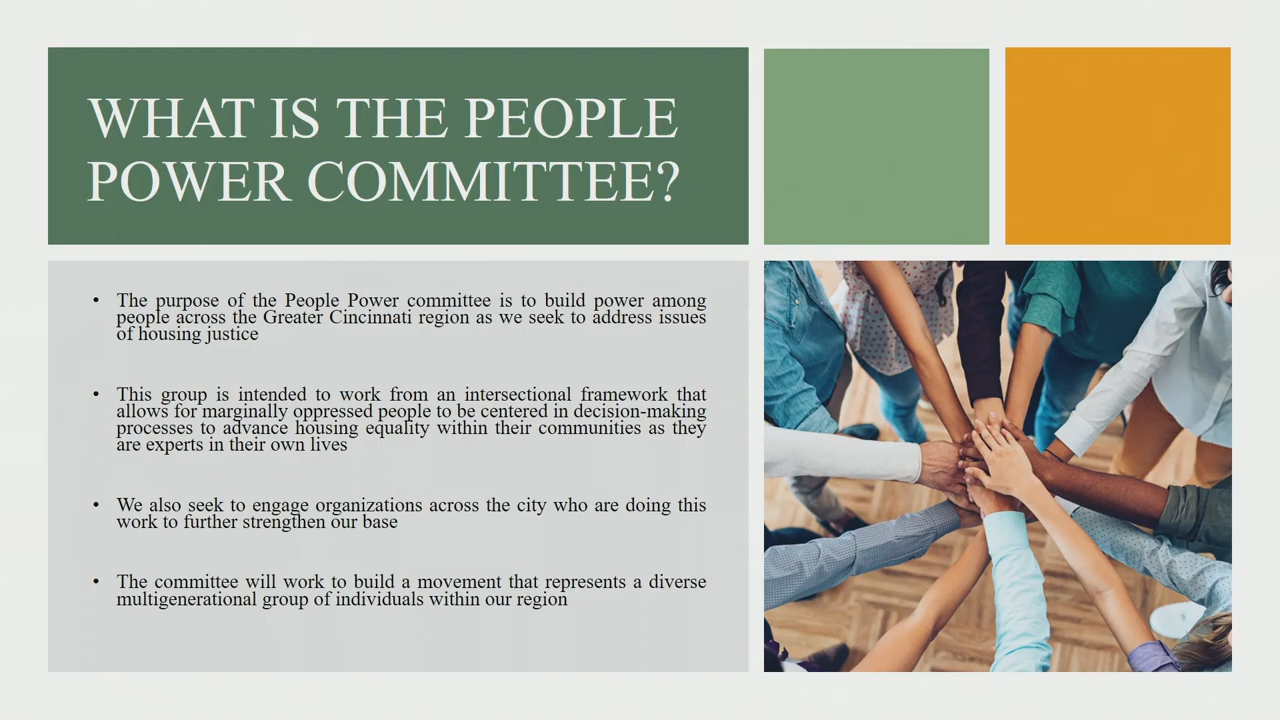 WHAT IS THE PEOPLE
POWER COMMITTEE?
• The purpose of the People Power committee is to build power among
people across the Greater Cincinnati region as we seek to address issues
of housing justice
• This group is intended to work from an intersectional framework that
allows for marginally oppressed people to be centered in decision-making
processes to advance housing equality within their communities as they
are experts in their own lives
• We also seek to engage organizations across the city who are doing this
work to further strengthen our base
• The committee will work to build a movement that represents a diverse
multigenerational group of individuals within our region